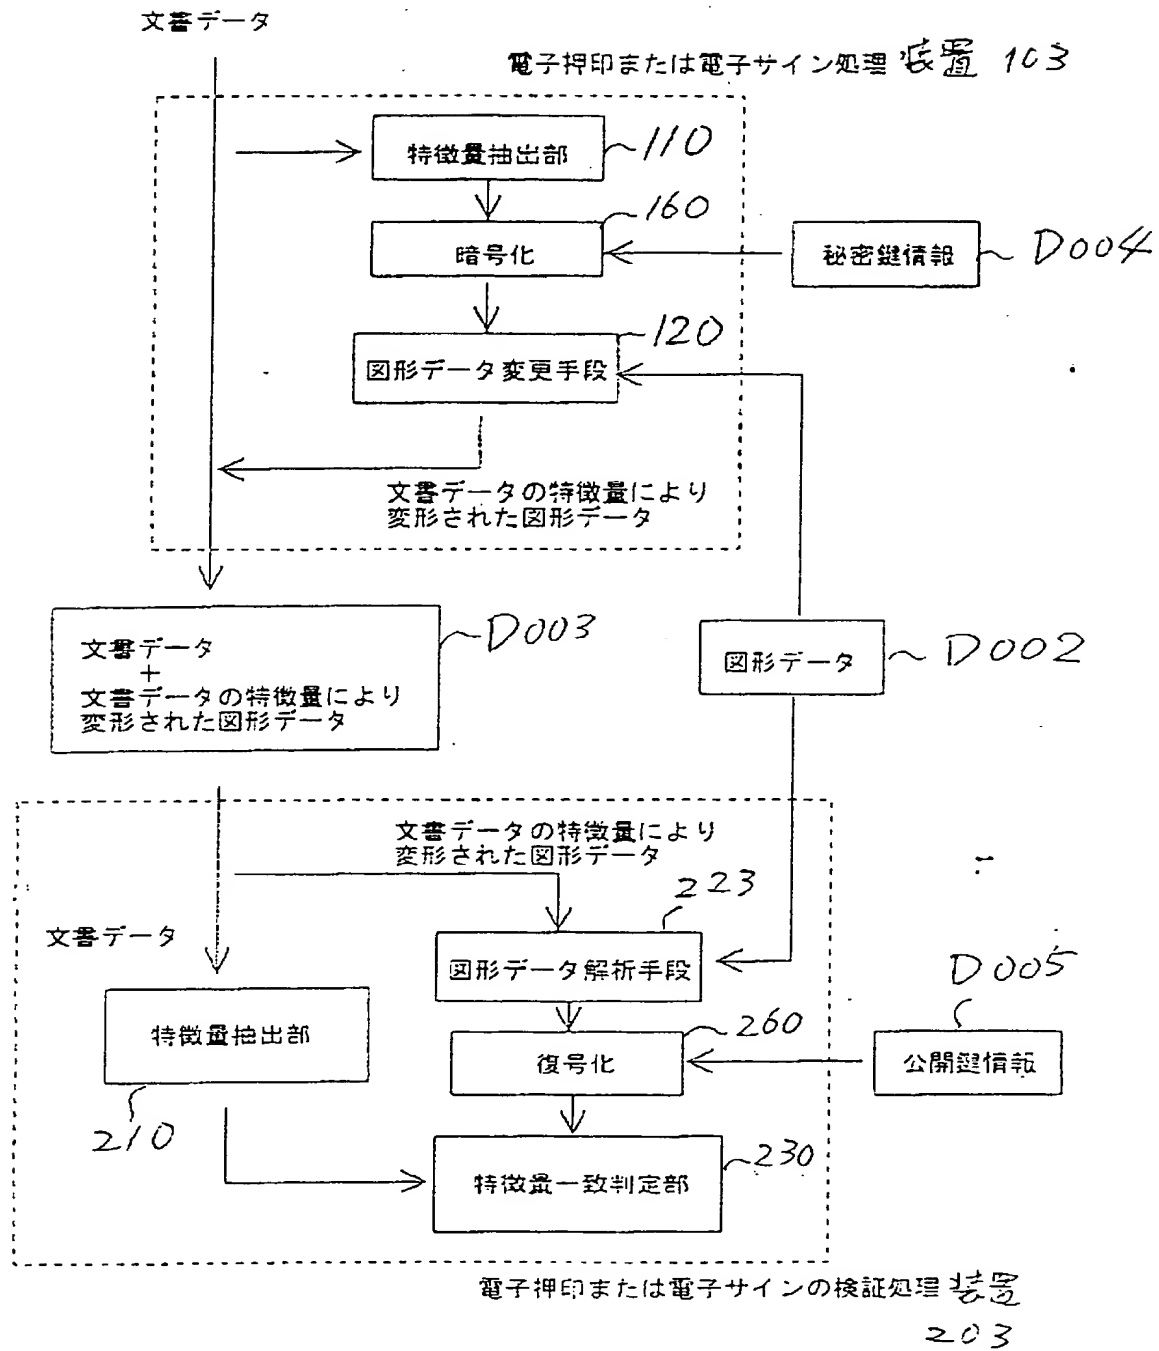 文書データ
電子押印または電子サイン処理装置 103
特徴量抽出部
110
160
暗号化
秘密鍵情報
D004
120
図形データ変更手段
文書データの特徴量により
変形された図形データ
D003
文書データ
+
文書データの特徴量により
変形された図形データ
図形データ
D002
文書データの特徴量により
変形された図形データ
223
文書データ
図形データ解析手段
D005
特徴量抽出部
260
復号化
公開鍵情報
210
230
特徴量一致判定部
電子押印または電子サインの検証処理装置
203